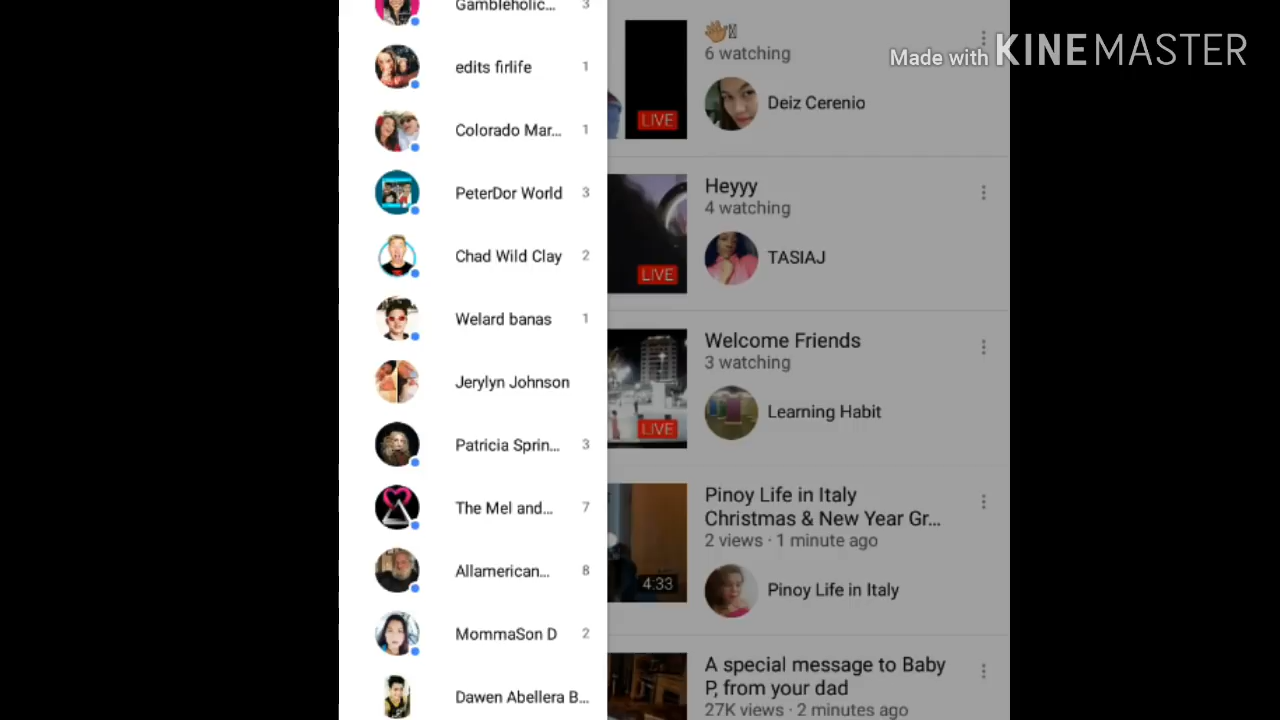 Gambleholic... 3
edits firlife 1
Colorado Mar... 1
PeterDor World 3
Chad Wild Clay 2
Welard banas 1
Jerylyn Johnson
Patricia Sprin... 3
The Mel and... 7
Allamerican... 8
MommaSon D 2
Dawen Abellera B...
👋
6 watching
Deiz Cerenio
LIVE
Heyyy
4 watching
TASIAJ
LIVE
Welcome Friends
3 watching
Learning Habit
LIVE
Pinoy Life in Italy
Christmas & New Year Gr...
2 views · 1 minute ago
4:33
Pinoy Life in Italy
A special message to Baby
P, from your dad
27K views · 2 minutes ago
Made with KINEMASTER